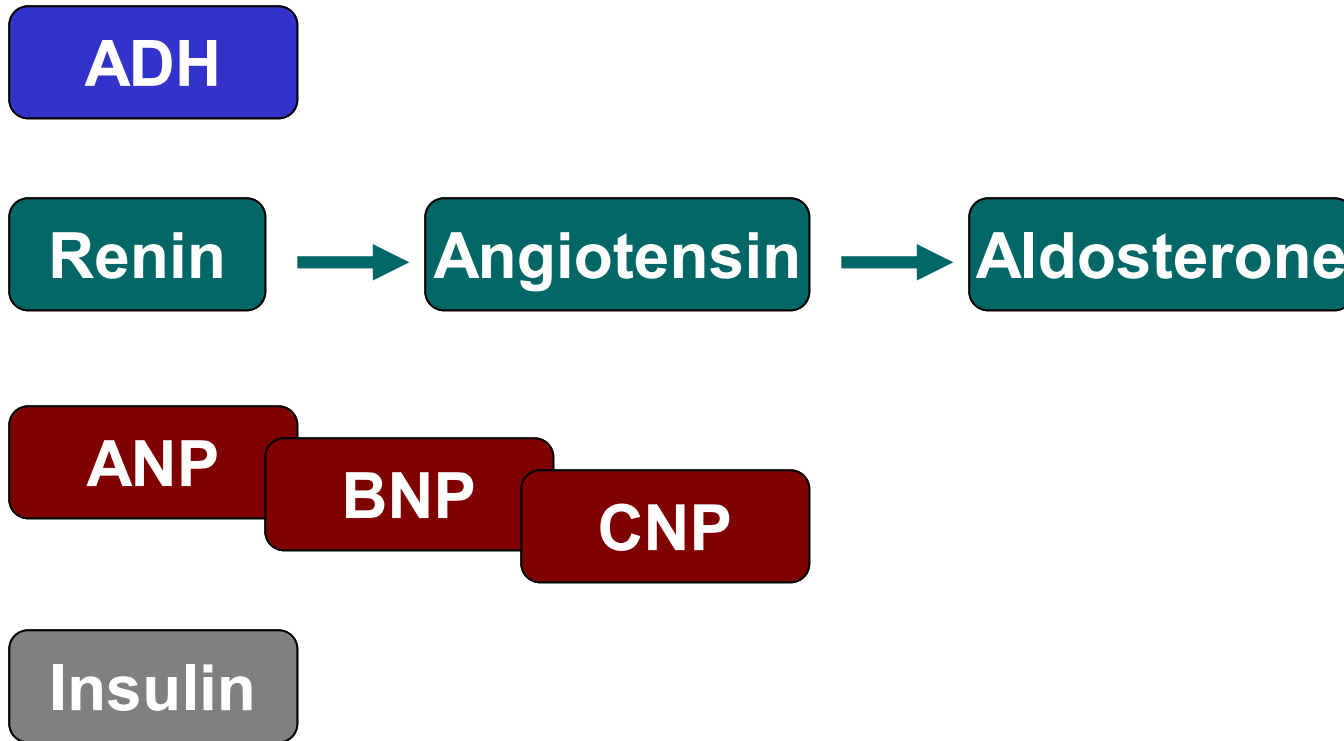 ADH
Renin Angiotensin Aldosterone
ANP
BNP
CNP
Insulin